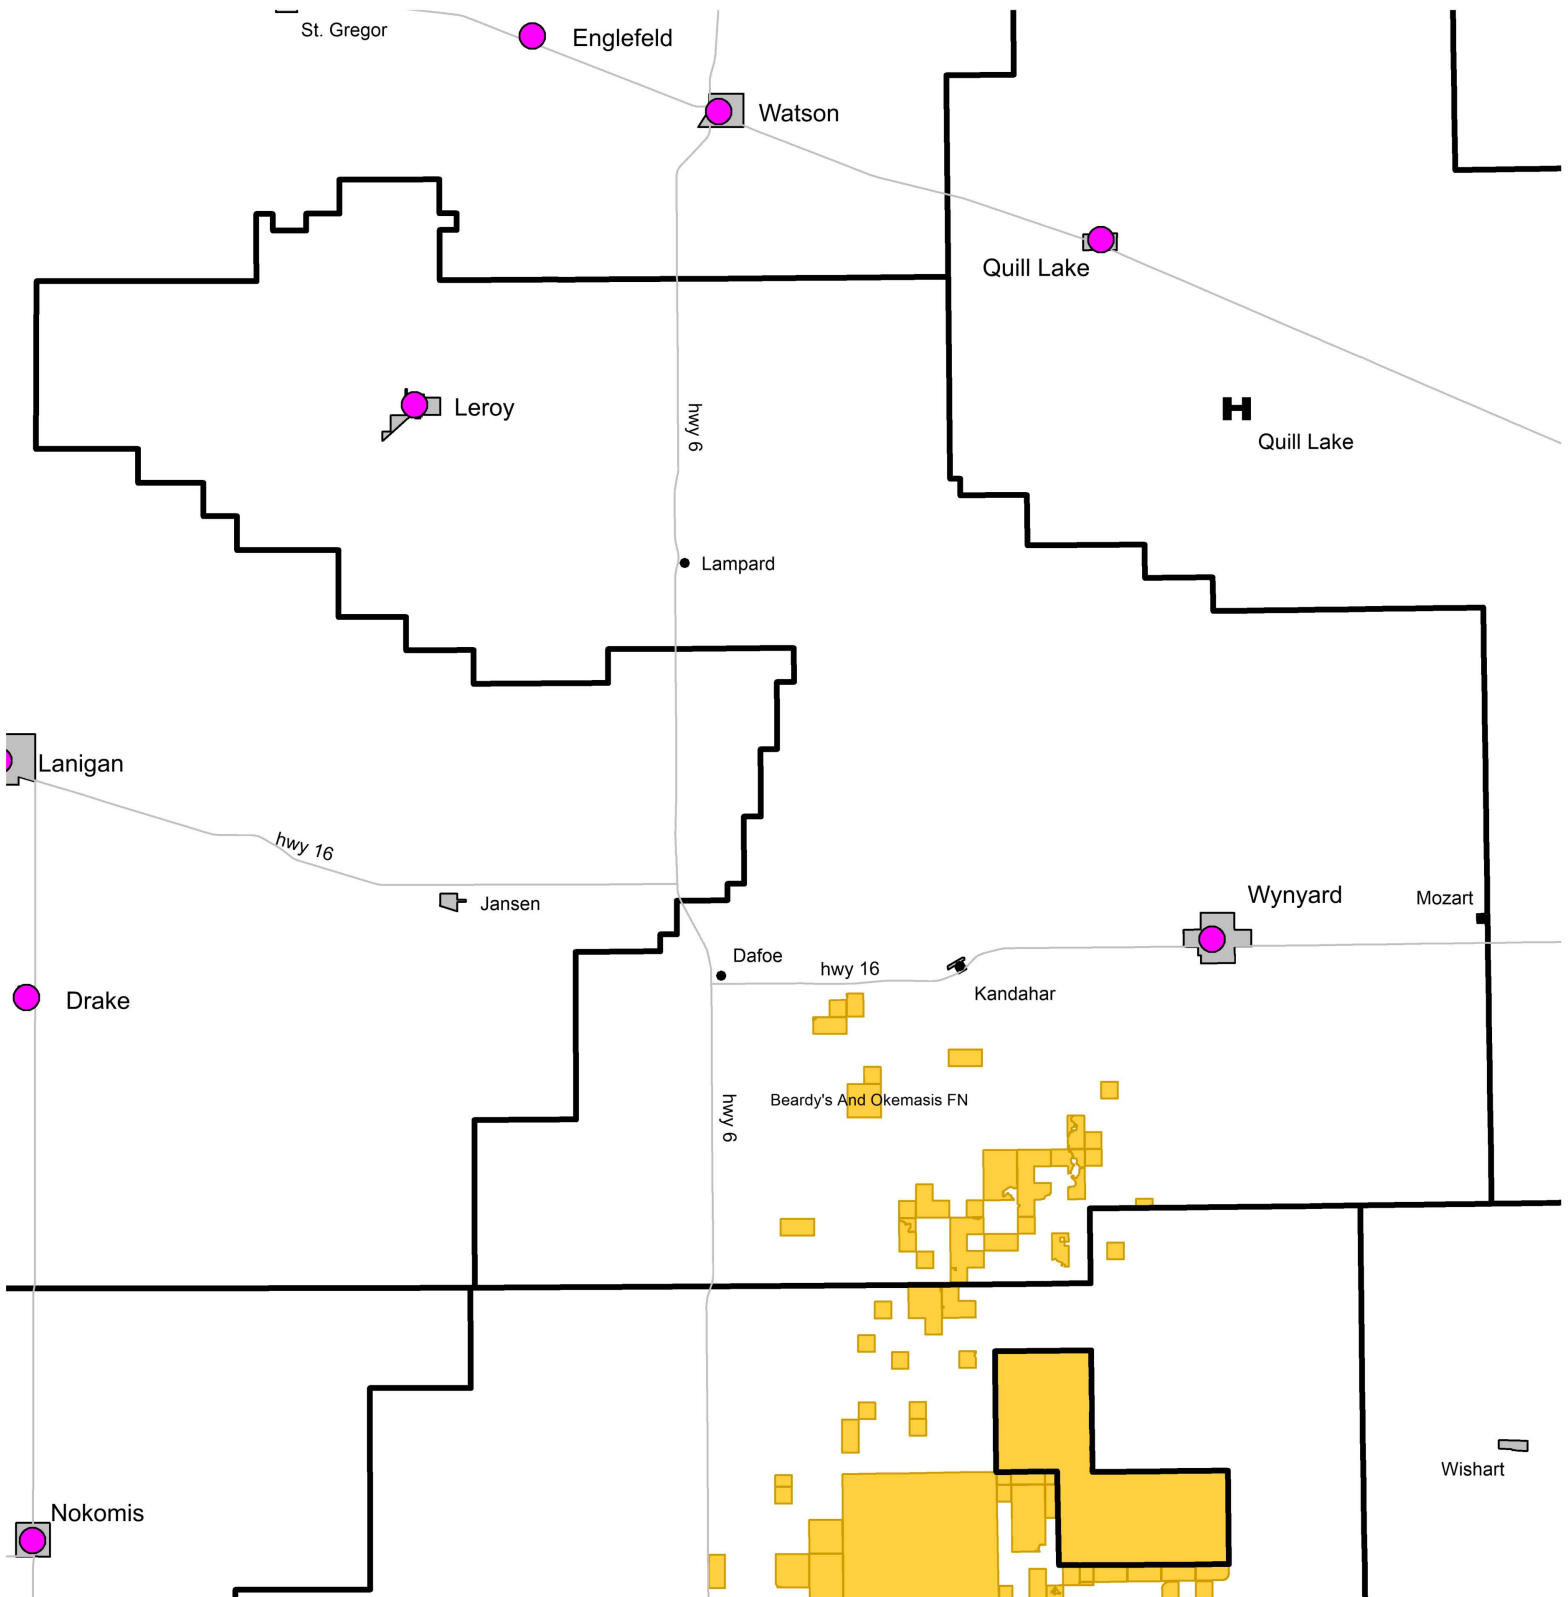 St. Gregor
Englefeld
Watson
Quill Lake
Leroy
hwy 6
Quill Lake
Lampard
Lanigan
hwy 16
Jansen
Wynyard
Mozart
Dafoe
hwy 16
Kandahar
Drake
Beardy's And Okemasis FN
hwy 6
Wishart
Nokomis